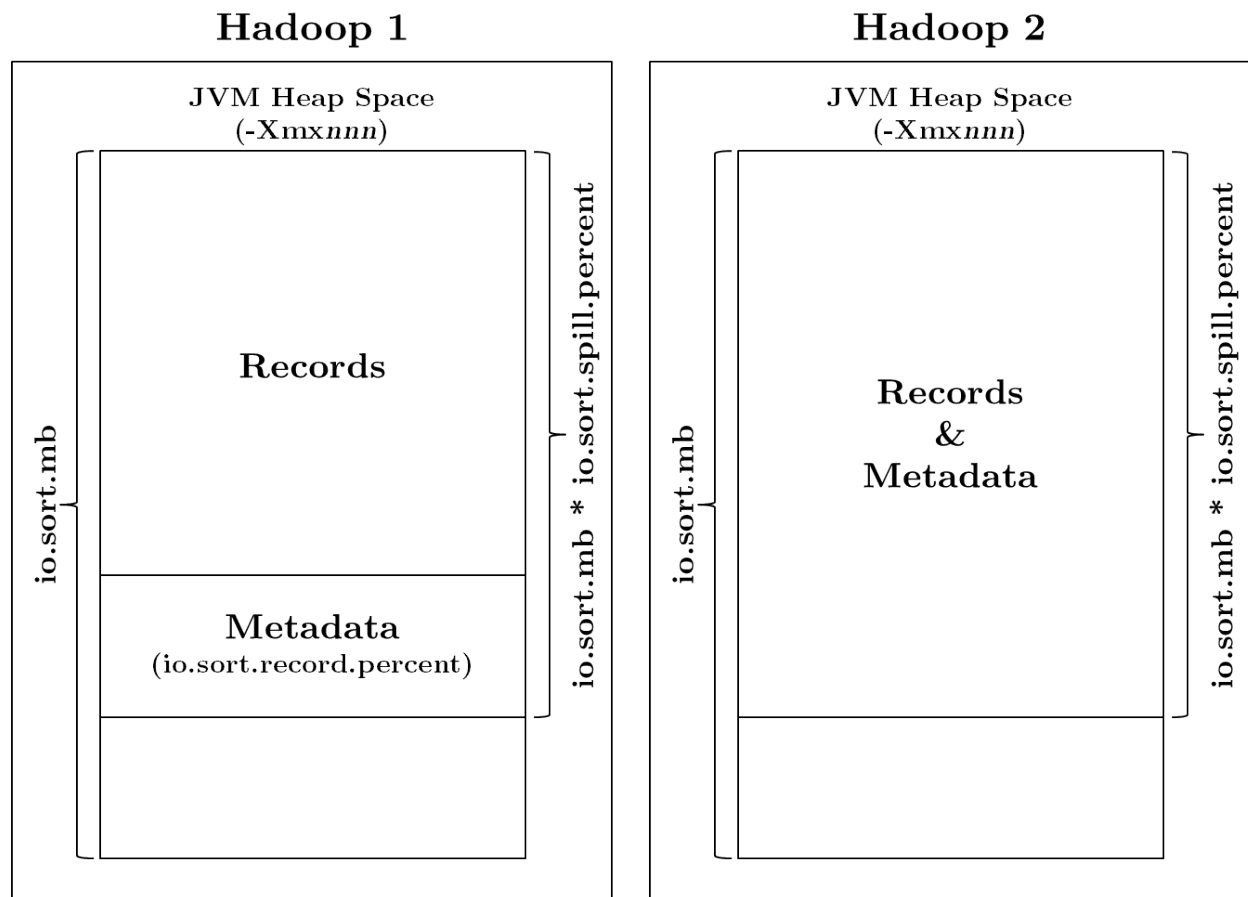 Hadoop 1
JVM Heap Space
(-Xmxnnn)
Records
Metadata
(io.sort.record.percent)
io.sort.mb
io.sort.mb * io.sort.spill.percent
Hadoop 2
JVM Heap Space
(-Xmxnnn)
Records
&
Metadata
io.sort.mb
io.sort.mb * io.sort.spill.percent